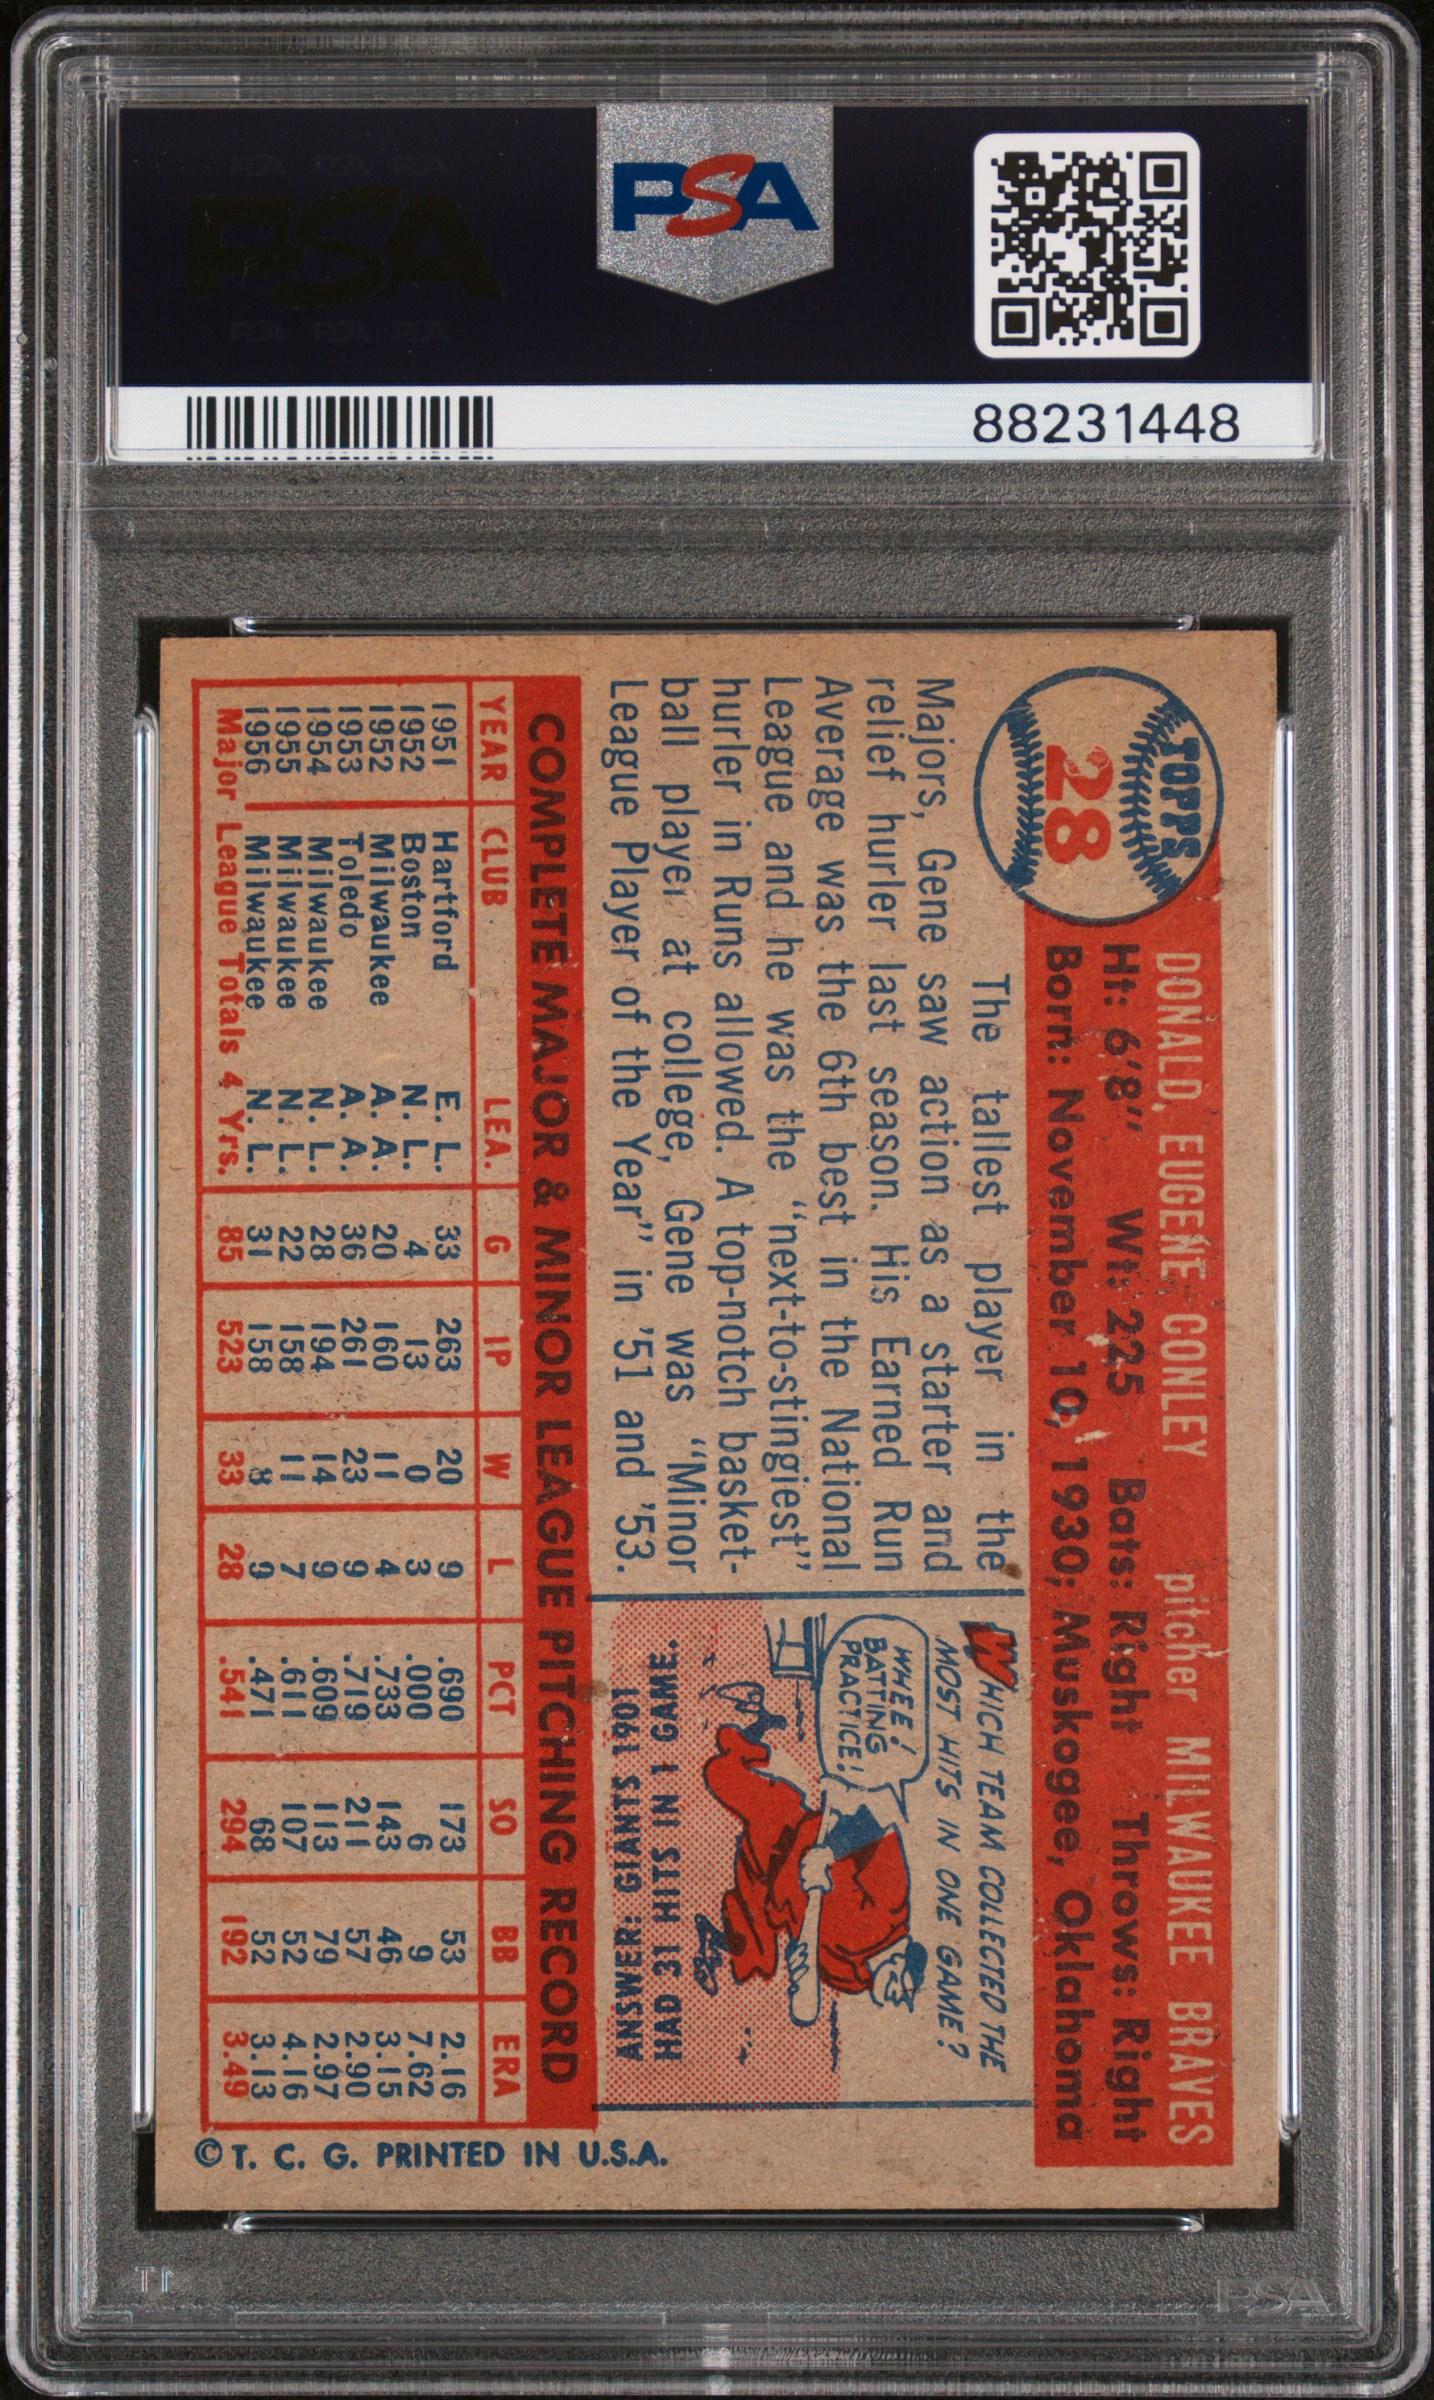 PSA
88231448
TOPPS
28
DONALD, EUGENE CONLEY pitcher MILWAUKEE BRAVES
Ht: 6'8" Wt: 225 Bats: Right Throws: Right
Born: November 10, 1930; Muskogee, Oklahoma
The tallest player in the
Majors, Gene saw action as a starter and
relief hurler last season. His Earned Run
Average was the 6th best in the National
League and he was the "next-to-stingiest"
hurler in Runs allowed. A top-notch basket-
ball player at college, Gene was "Minor
League Player of the Year" in '51 and '53.
WHICH TEAM COLLECTED THE
MOST HITS IN ONE GAME?
WHEE!
BATTING
PRACTICE!
ANSWER: GIANTS 1901
HAD 31 HITS IN 1 GAME.
COMPLETE MAJOR & MINOR LEAGUE PITCHING RECORD
YEAR CLUB LEA. G IP W L PCT SO BB ERA
1951 Hartford E. L. 33 263 20 9 .690 173 53 2.16
1952 Boston N. L. 4 13 0 3 .000 6 9 7.62
1952 Milwaukee A. A. 20 160 11 4 .733 143 46 3.15
1953 Toledo A. A. 36 261 23 9 .719 211 57 2.90
1954 Milwaukee N. L. 28 194 14 9 .609 113 79 2.97
1955 Milwaukee N. L. 22 158 11 7 .611 107 52 4.16
1956 Milwaukee N. L. 31 158 8 9 .471 68 52 3.13
Major League Totals 4 Yrs. 85 523 33 28 .541 294 192 3.49
© T. C. G. PRINTED IN U.S.A.
PSA